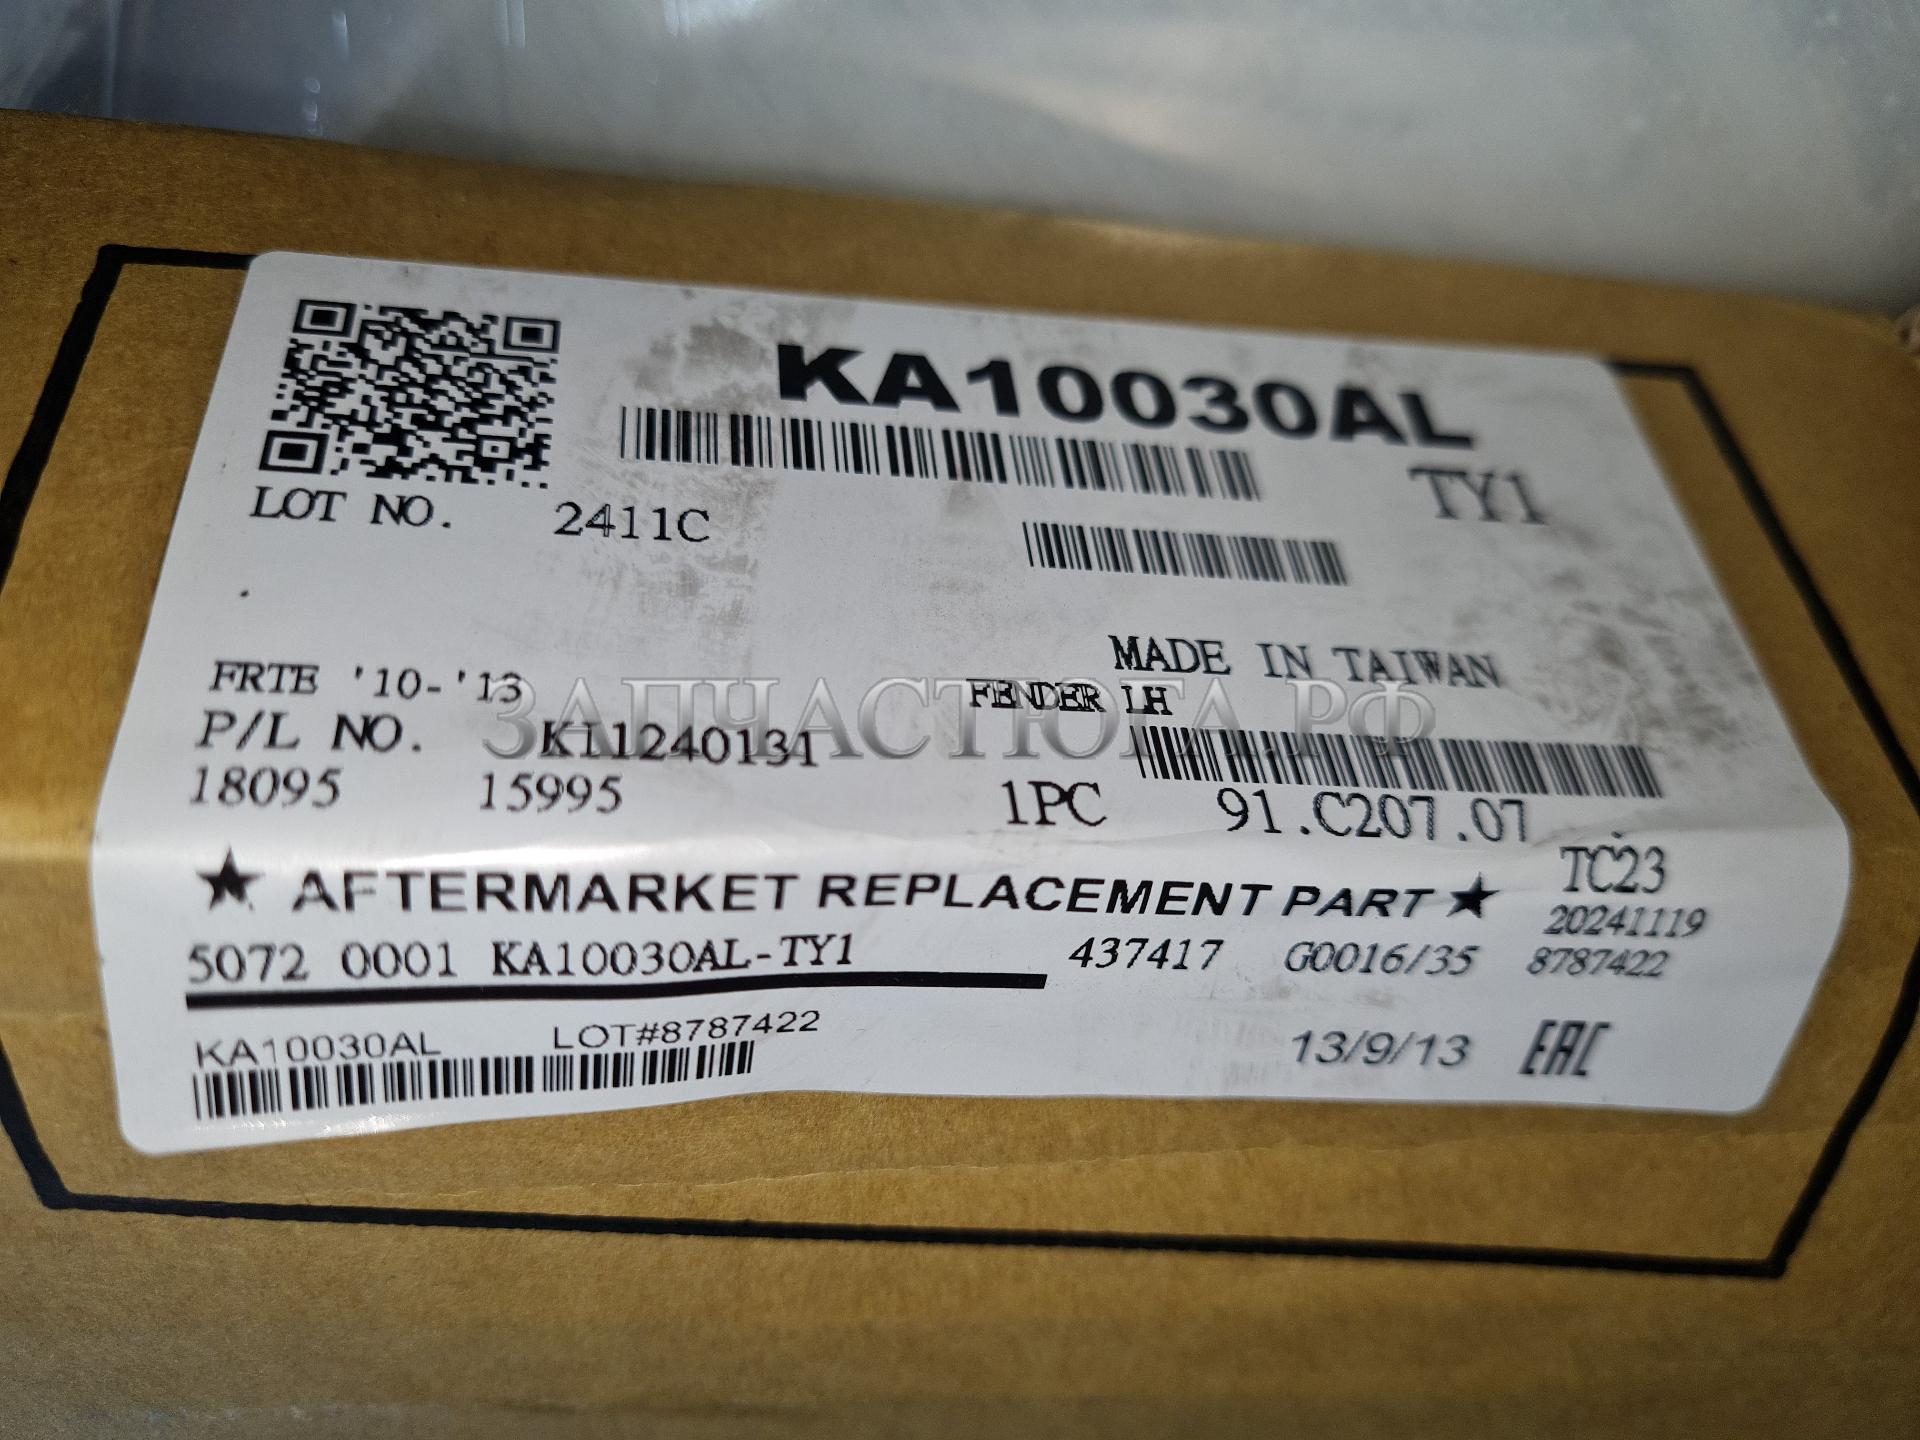 KA10030AL
TY1
LOT NO. 2411C
MADE IN TAIWAN
FRTE '10-'13 FENDER LH
P/L NO. KI1240131
18095 15995 1PC 91.C207.07
TC23
★ AFTERMARKET REPLACEMENT PART ★
20241119
5072 0001 KA10030AL-TY1 437417 G0016/35 8787422
KA10030AL LOT#8787422
13/9/13 EAC
ЗАПЧАСТЮГА.РФ